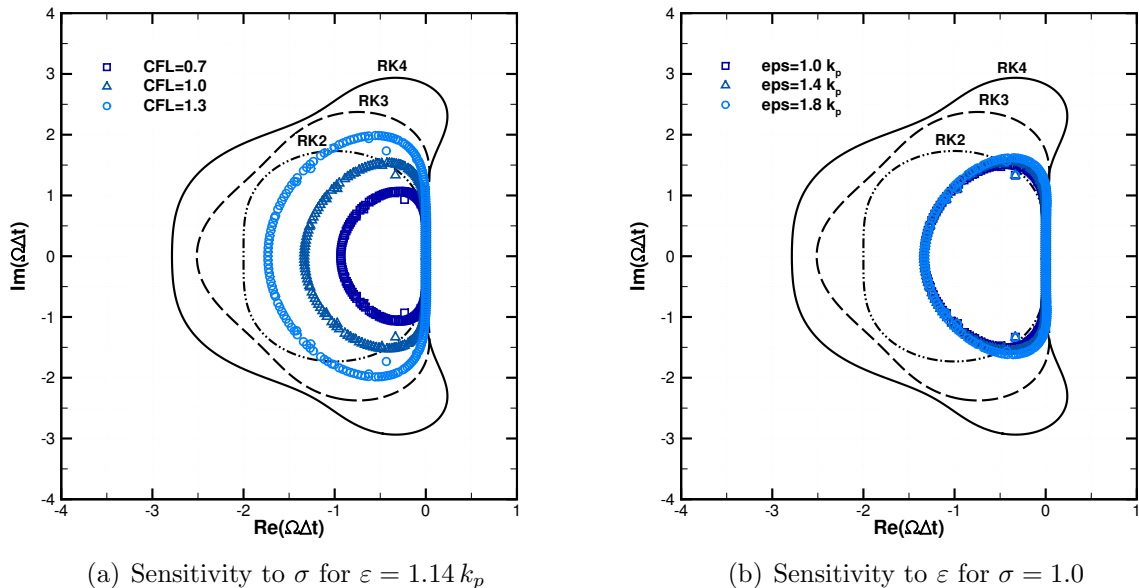 4
3
2
1
0
-1
-2
-3
-4
Im(ΩΔt)
CFL=0.7
CFL=1.0
CFL=1.3
RK4
RK3
RK2
-4 -3 -2 -1 -0 1
Re(ΩΔt)
(a) Sensitivity to σ for ε = 1.14 k_p
4
3
2
1
0
-1
-2
-3
-4
Im(ΩΔt)
eps=1.0 k_p
eps=1.4 k_p
eps=1.8 k_p
RK4
RK3
RK2
-4 -3 -2 -1 -0 1
Re(ΩΔt)
(b) Sensitivity to ε for σ = 1.0